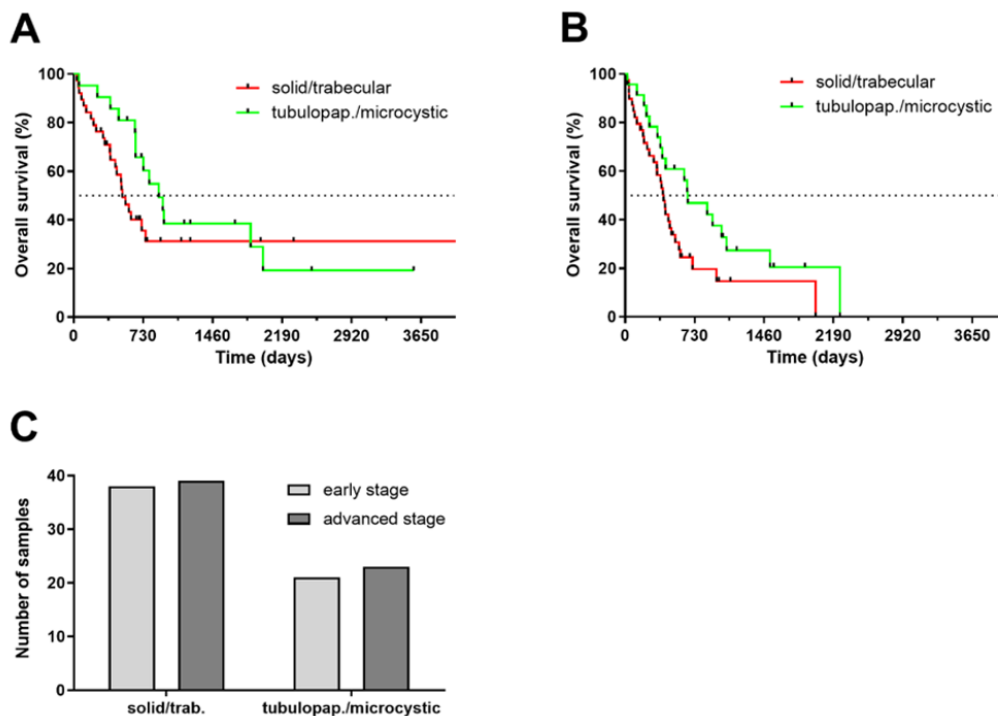 A
Overall survival (%)
100
80
60
40
20
0
solid/trabecular
tubulopap./microcystic
0 730 1460 2190 2920 3650
Time (days)
B
Overall survival (%)
100
80
60
40
20
0
solid/trabecular
tubulopap./microcystic
0 730 1460 2190 2920 3650
Time (days)
C
Number of samples
40
30
20
10
0
early stage
advanced stage
solid/trab. tubulopap./microcystic